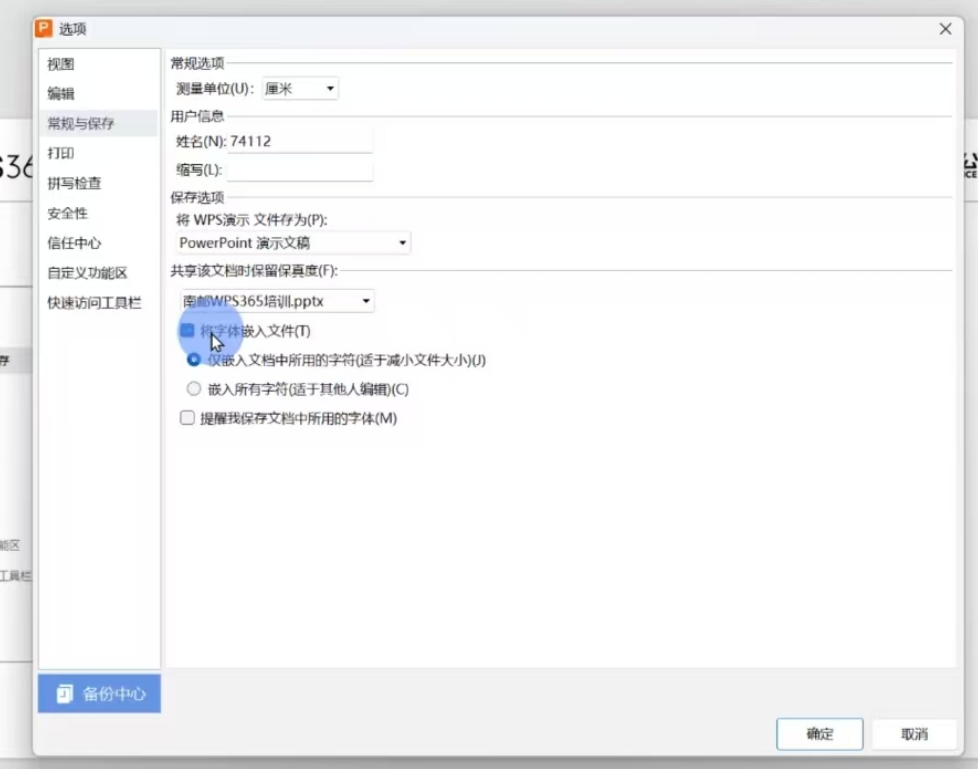 选项
视图
编辑
常规与保存
打印
拼写检查
安全性
信任中心
自定义功能区
快速访问工具栏
备份中心
常规选项
测量单位(U)： 厘米
用户信息
姓名(N): 74112
缩写(L):
保存选项
将 WPS演示 文件存为(P):
PowerPoint 演示文稿
共享该文档时保留保真度(F):
南邮WPS365培训.pptx
将字体嵌入文件(T)
仅嵌入文档中所用的字符(适于减小文件大小)(J)
嵌入所有字符(适于其他人编辑)(C)
提醒我保存文档中所用的字体(M)
确定
取消
S36
存
能区
工具栏